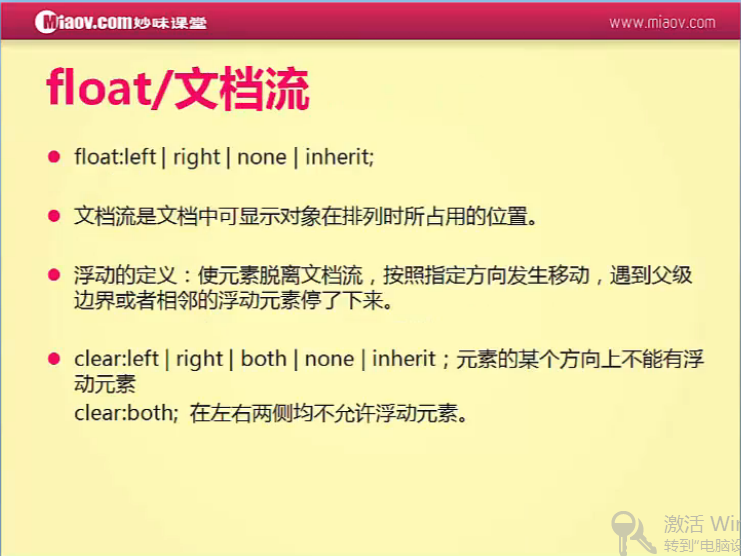 Miaov.com妙味课堂
www.miaov.com
float/文档流
float:left | right | none | inherit;
文档流是文档中可显示对象在排列时所占用的位置。
浮动的定义：使元素脱离文档流，按照指定方向发生移动，遇到父级
边界或者相邻的浮动元素停了下来。
clear:left | right | both | none | inherit；元素的某个方向上不能有浮
动元素
clear:both; 在左右两侧均不允许浮动元素。
激活 Win
转到"电脑设